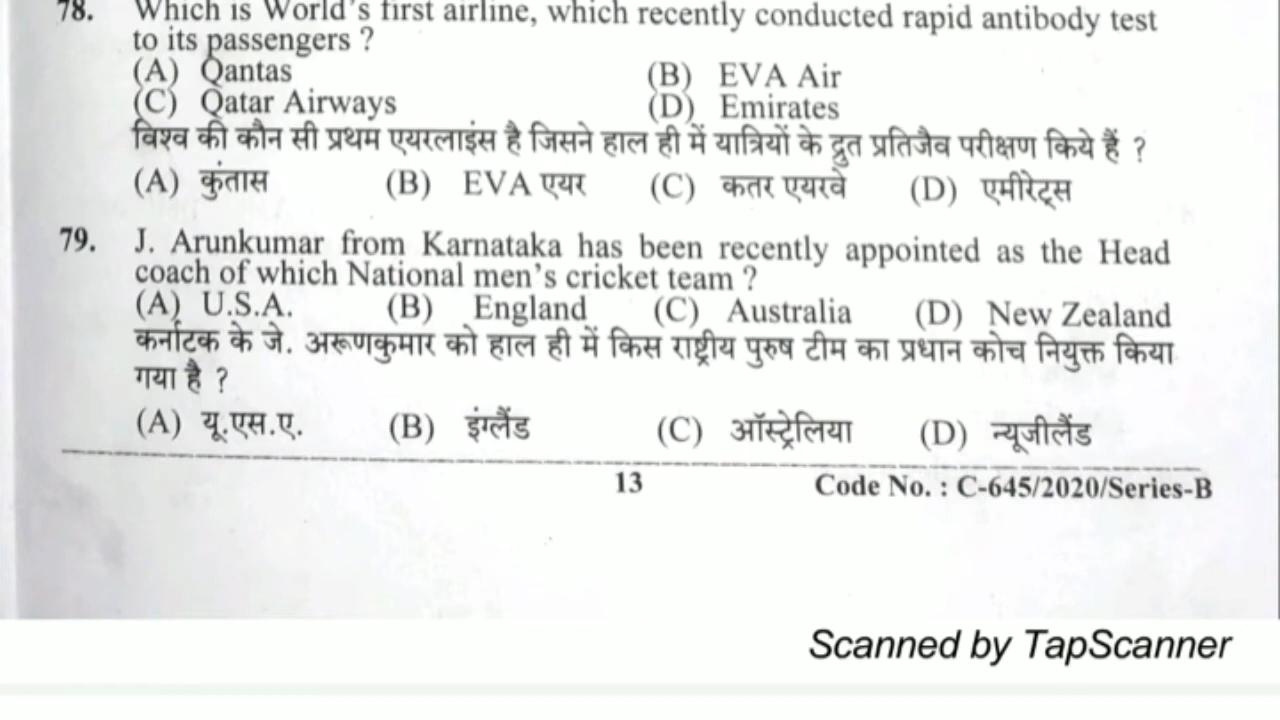 78. Which is World's first airline, which recently conducted rapid antibody test
to its passengers ?
(A) Qantas (B) EVA Air
(C) Qatar Airways (D) Emirates
विश्व की कौन सी प्रथम एयरलाइंस है जिसने हाल ही में यात्रियों के द्रुत प्रतिजैव परीक्षण किये हैं ?
(A) कुंतास (B) EVA एयर (C) कतर एयरवे (D) एमीरेट्स
79. J. Arunkumar from Karnataka has been recently appointed as the Head
coach of which National men's cricket team ?
(A) U.S.A. (B) England (C) Australia (D) New Zealand
कर्नाटक के जे. अरूणकुमार को हाल ही में किस राष्ट्रीय पुरुष टीम का प्रधान कोच नियुक्त किया
गया है ?
(A) यू.एस.ए. (B) इंग्लैंड (C) ऑस्ट्रेलिया (D) न्यूजीलैंड
13 Code No. : C-645/2020/Series-B
Scanned by TapScanner